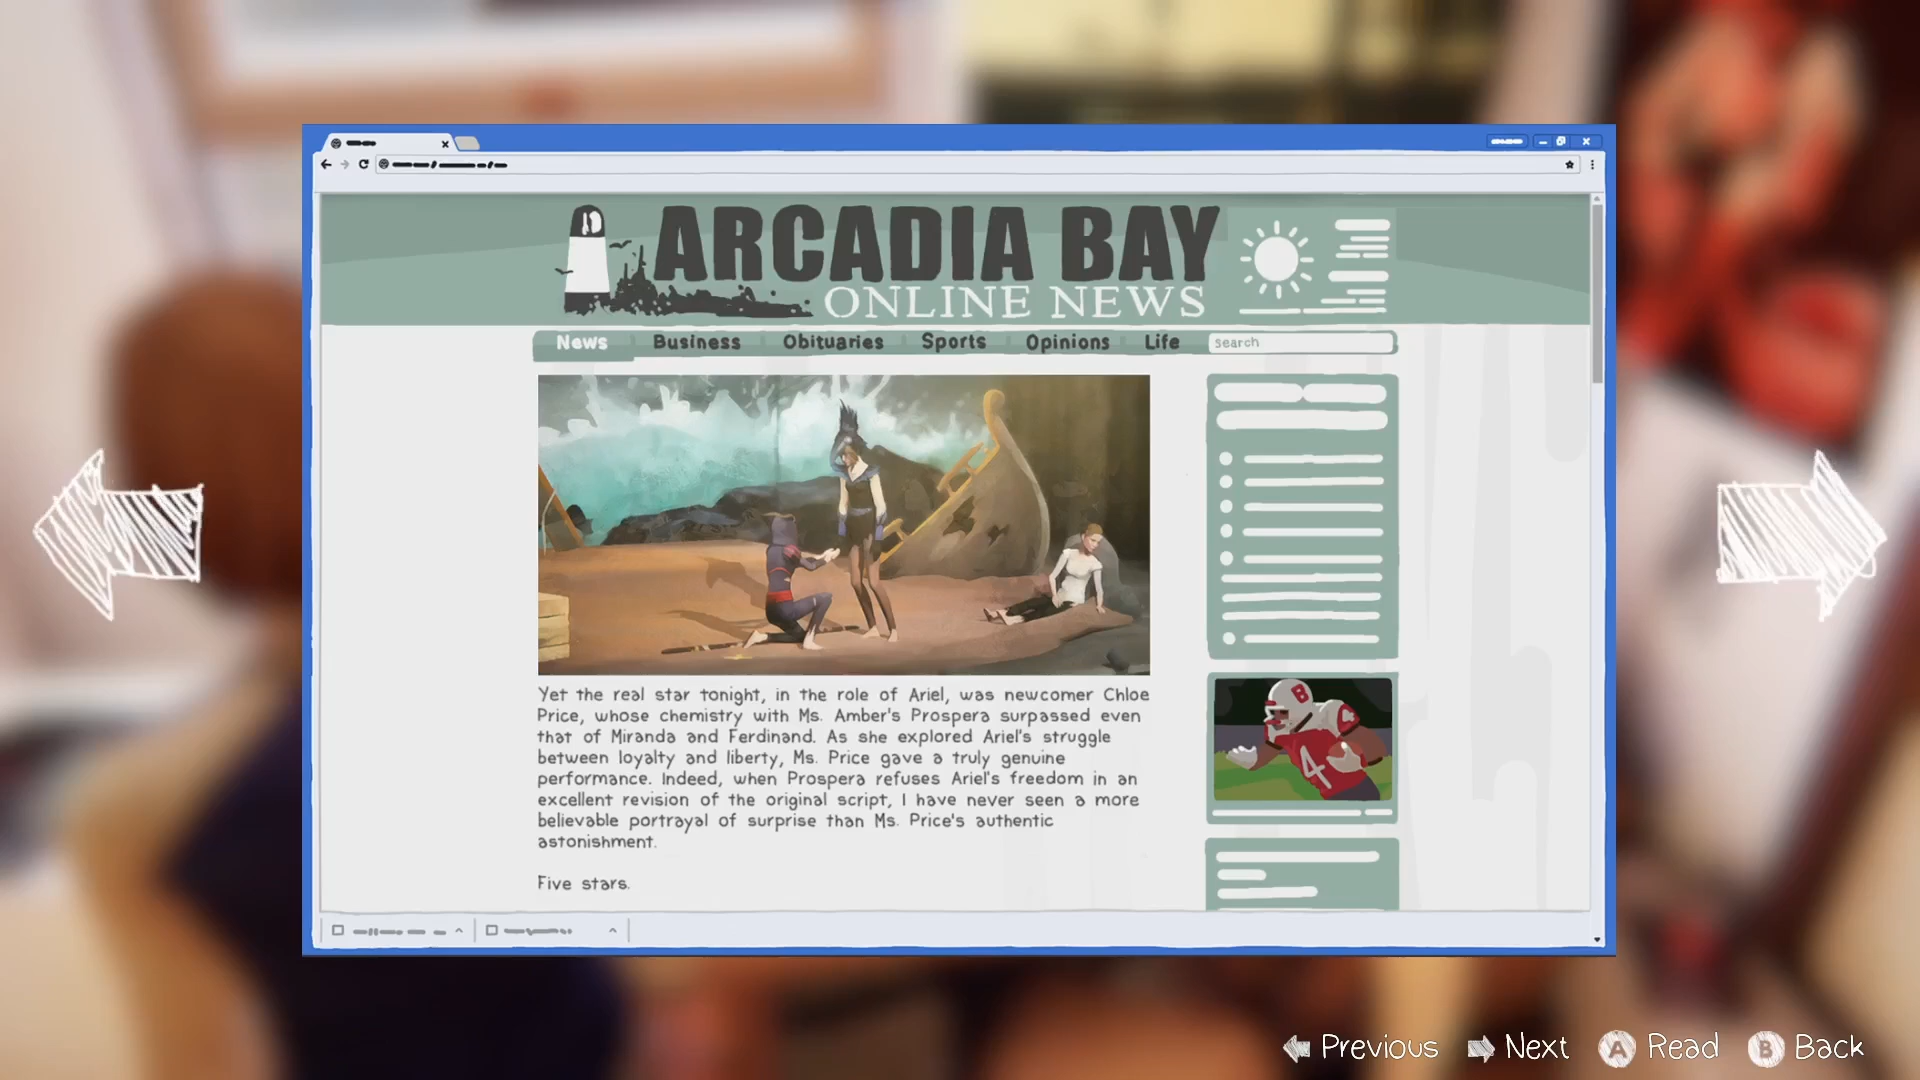 ARCADIA BAY
ONLINE NEWS
News Business Obituaries Sports Opinions Life search
Yet the real star tonight, in the role of Ariel, was newcomer Chloe
Price, whose chemistry with Ms. Amber's Prospera surpassed even
that of Miranda and Ferdinand. As she explored Ariel's struggle
between loyalty and liberty, Ms. Price gave a truly genuine
performance. Indeed, when Prospera refuses Ariel's freedom in an
excellent revision of the original script, I have never seen a more
believable portrayal of surprise than Ms. Price's authentic
astonishment.
Five stars.
B
4
4
Previous Next A Read B Back